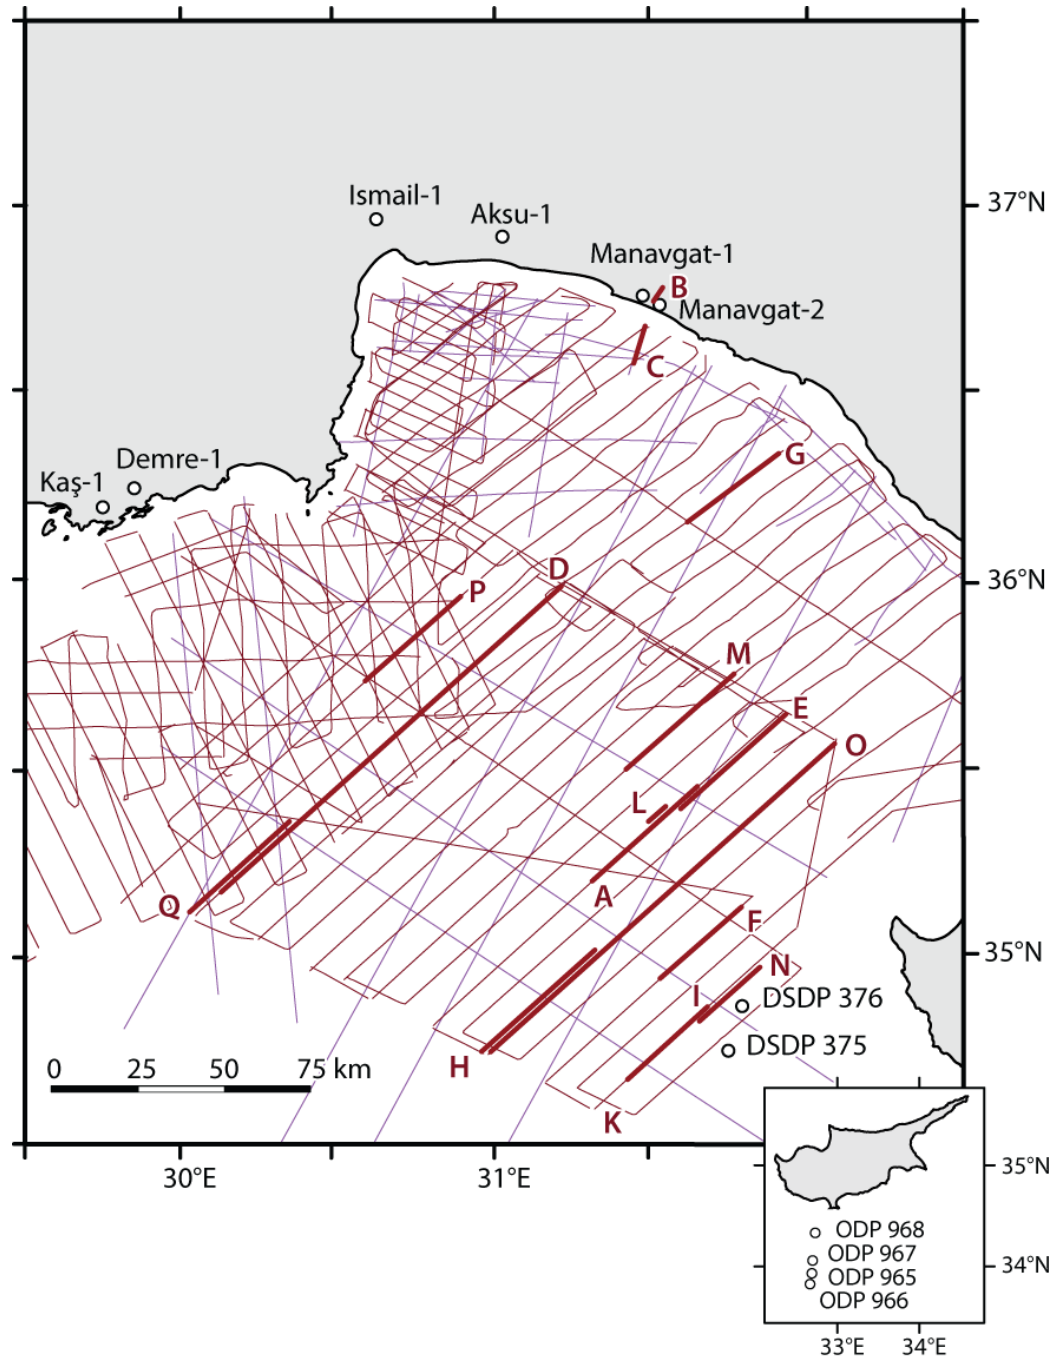 Ismail-1
37°N
Aksu-1
Manavgat-1
B
Manavgat-2
C
Demre-1
G
Kaş-1
D
36°N
P
M
E
O
L
A
Q
F
35°N
N
I
DSDP 376
DSDP 375
H
0 25 50 75 km
K
30°E 31°E
35°N
ODP 968
ODP 967
34°N
ODP 965
ODP 966
33°E 34°E